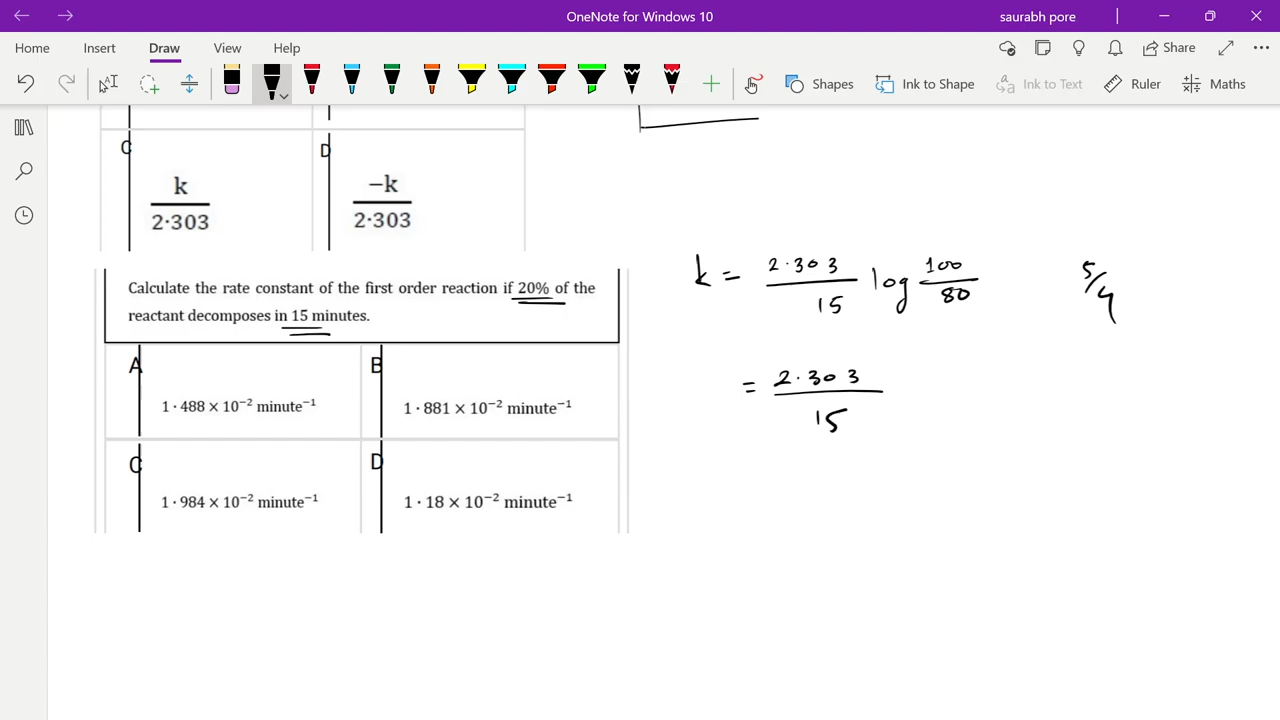 OneNote for Windows 10
saurabh pore
Home Insert Draw View Help
Share
Shapes Ink to Shape Ink to Text Ruler Maths
C
k
2·303
D
−k
2·303
Calculate the rate constant of the first order reaction if 20% of the
reactant decomposes in 15 minutes.
A
1·488 × 10⁻² minute⁻¹
B
1·881 × 10⁻² minute⁻¹
C
1·984 × 10⁻² minute⁻¹
D
1·18 × 10⁻² minute⁻¹
k = 2.303/15 log 100/80
5/4
= 2.303/15